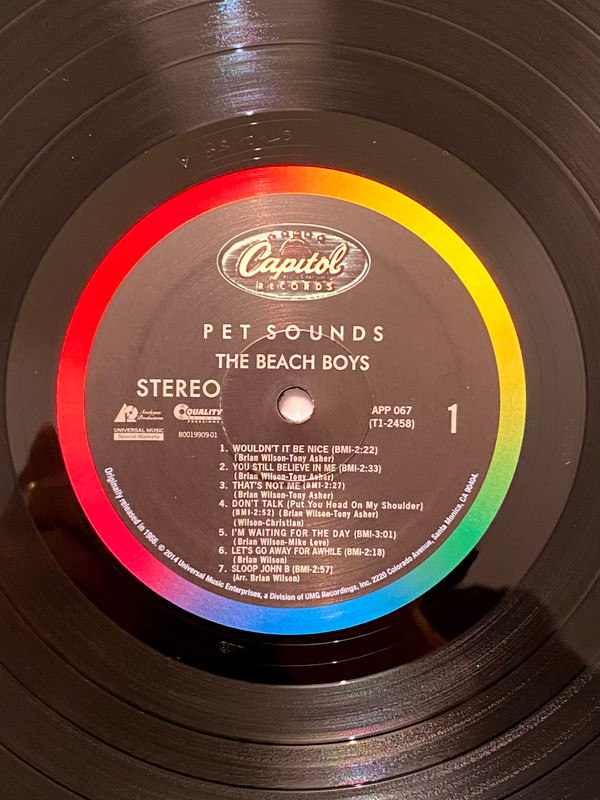 Capitol
RECORDS
PET SOUNDS
THE BEACH BOYS
STEREO
Analogue
Productions
QUALITY
RECORD
PRESSINGS
UNIVERSAL MUSIC
Special Markets
B0019909-01
APP 067
(T1-2458)
1
1. WOULDN'T IT BE NICE (BMI-2:22)
(Brian Wilson-Tony Asher)
2. YOU STILL BELIEVE IN ME (BMI-2:33)
(Brian Wilson-Tony Asher)
3. THAT'S NOT ME (BMI-2:27)
(Brian Wilson-Tony Asher)
4. DON'T TALK (Put You Head On My Shoulder)
(BMI-2:52) (Brian Wilson-Tony Asher)
(Wilson-Christian)
5. I'M WAITING FOR THE DAY (BMI-3:01)
(Brian Wilson-Mike Love)
6. LET'S GO AWAY FOR AWHILE (BMI-2:18)
(Brian Wilson)
7. SLOOP JOHN B (BMI-2:57)
(Arr. Brian Wilson)
Originally released in 1966. © 2014 Universal Music Enterprises, a Division of UMG Recordings, Inc. 2220 Colorado Avenue, Santa Monica, CA 90404.